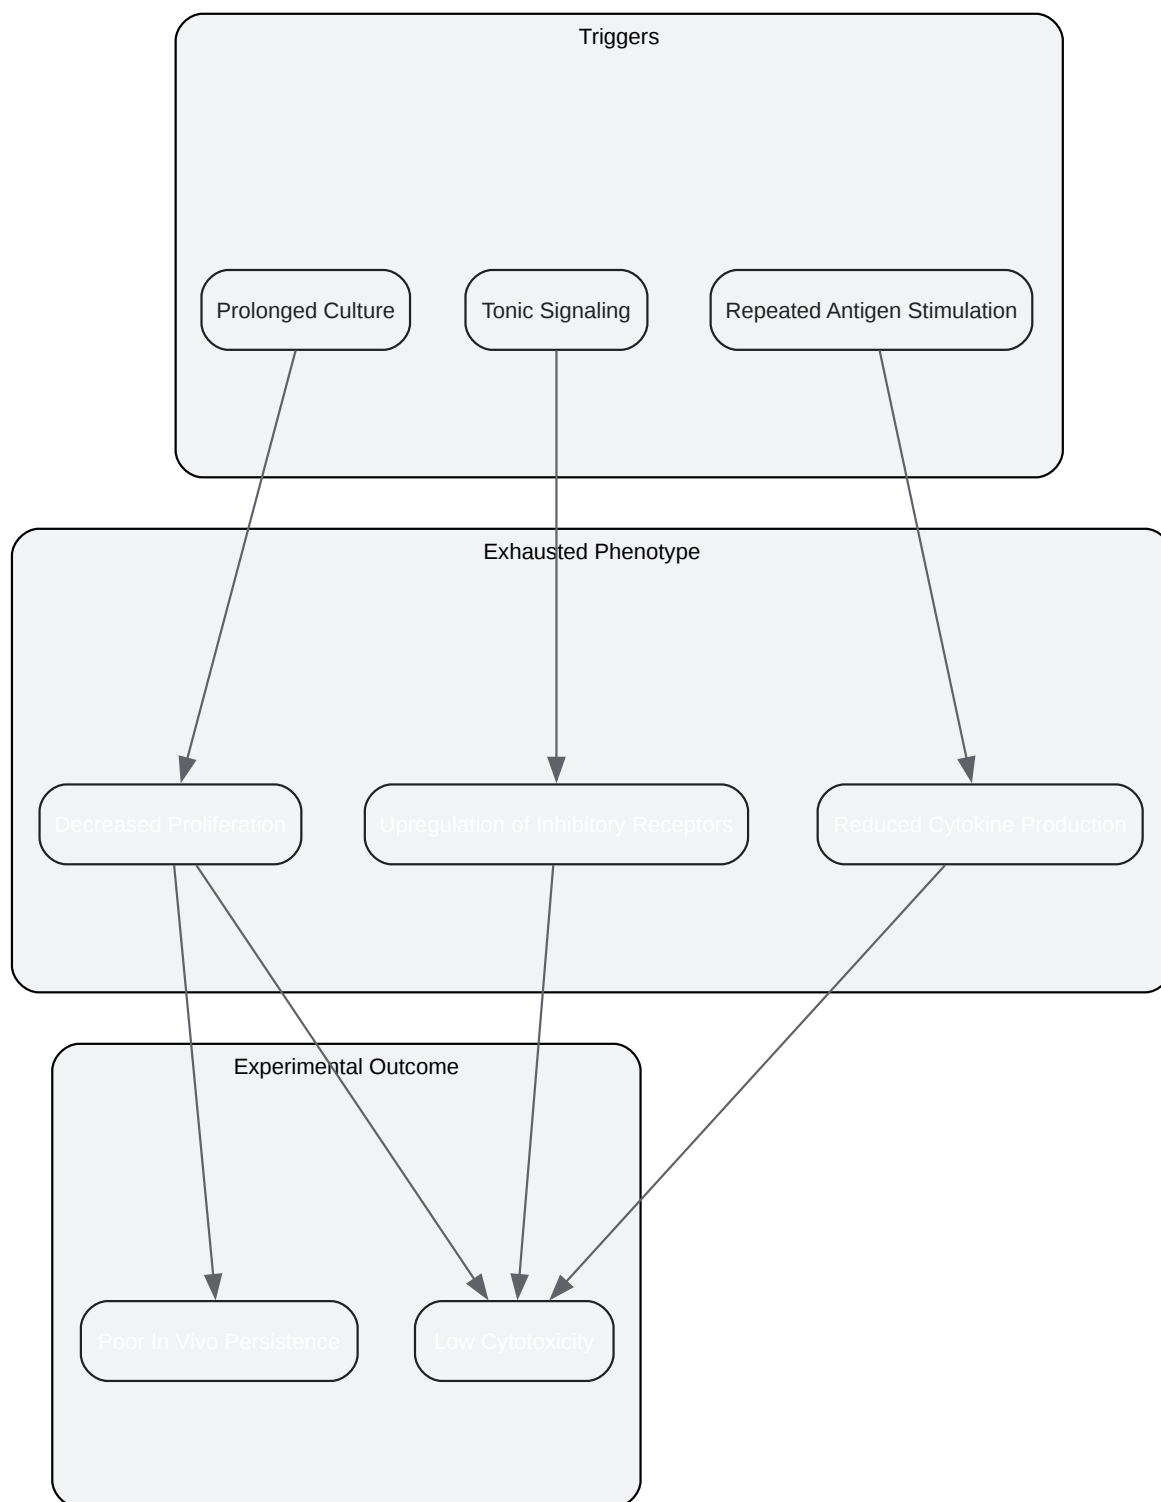 Triggers
Prolonged Culture
Tonic Signaling
Repeated Antigen Stimulation
Exhausted Phenotype
Decreased Proliferation
Upregulation of Inhibitory Receptors
Reduced Cytokine Production
Experimental Outcome
Poor In Vivo Persistence
Low Cytotoxicity